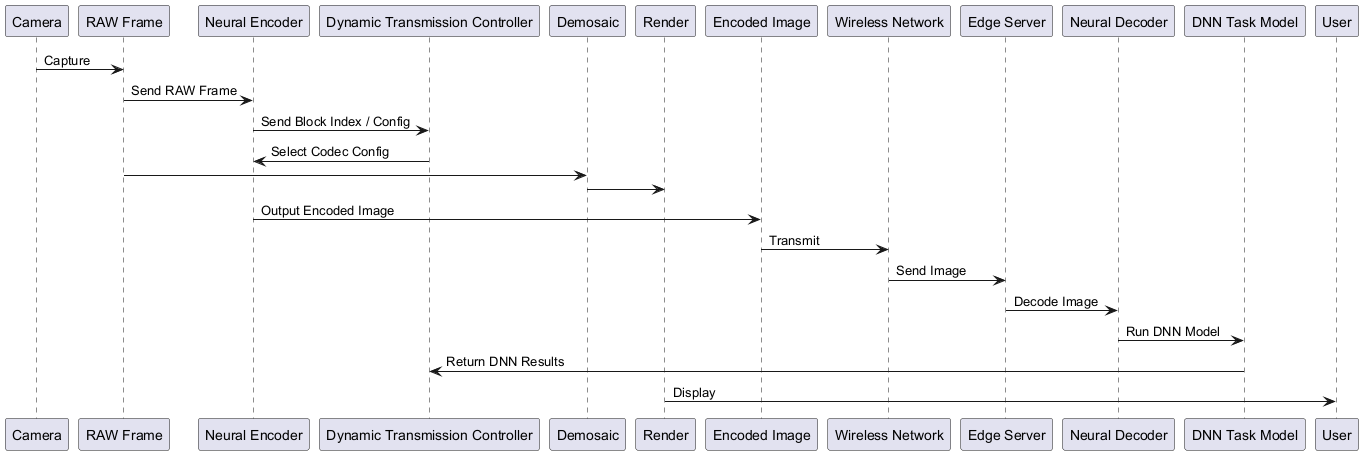 Camera
RAW Frame
Neural Encoder
Dynamic Transmission Controller
Demosaic
Render
Encoded Image
Wireless Network
Edge Server
Neural Decoder
DNN Task Model
User
Capture
Send RAW Frame
Send Block Index / Config
Select Codec Config
Output Encoded Image
Transmit
Send Image
Decode Image
Run DNN Model
Return DNN Results
Display
Camera
RAW Frame
Neural Encoder
Dynamic Transmission Controller
Demosaic
Render
Encoded Image
Wireless Network
Edge Server
Neural Decoder
DNN Task Model
User